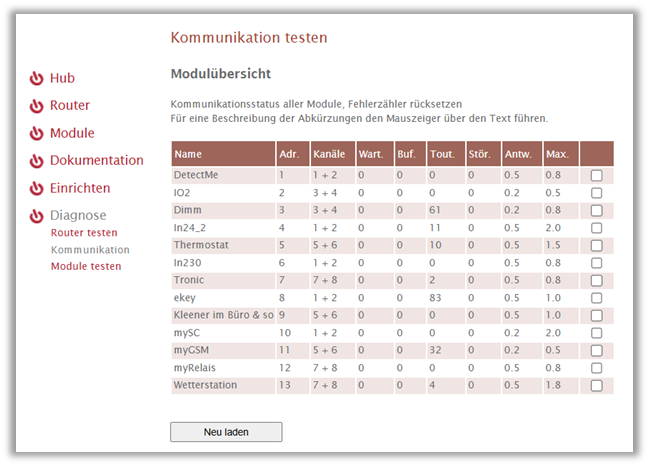 Kommunikation testen
Hub
Router
Module
Dokumentation
Einrichten
Diagnose
Router testen
Kommunikation
Module testen
Modulübersicht
Kommunikationsstatus aller Module, Fehlerzähler rücksetzen
Für eine Beschreibung der Abkürzungen den Mauszeiger über den Text führen.
Name Adr. Kanäle Wart. Buf. Tout. Stör. Antw. Max.
DetectMe 1 1 + 2 0 0 0 0 0.5 0.8
IO2 2 3 + 4 0 0 0 0 0.2 0.5
Dimm 3 3 + 4 0 0 61 0 0.2 0.8
In24_2 4 1 + 2 0 0 11 0 0.5 2.0
Thermostat 5 5 + 6 0 0 10 0 0.5 1.5
In230 6 1 + 2 0 0 0 0 0.5 0.8
Tronic 7 7 + 8 0 0 2 0 0.5 0.8
ekey 8 1 + 2 0 0 83 0 0.5 1.0
Kleener im Büro & so 9 5 + 6 0 0 0 0 0.5 1.0
mySC 10 1 + 2 0 0 0 0 0.2 2.0
myGSM 11 5 + 6 0 0 32 0 0.2 0.5
myRelais 12 7 + 8 0 0 0 0 0.5 0.8
Wetterstation 13 7 + 8 0 0 4 0 0.5 1.8
Neu laden